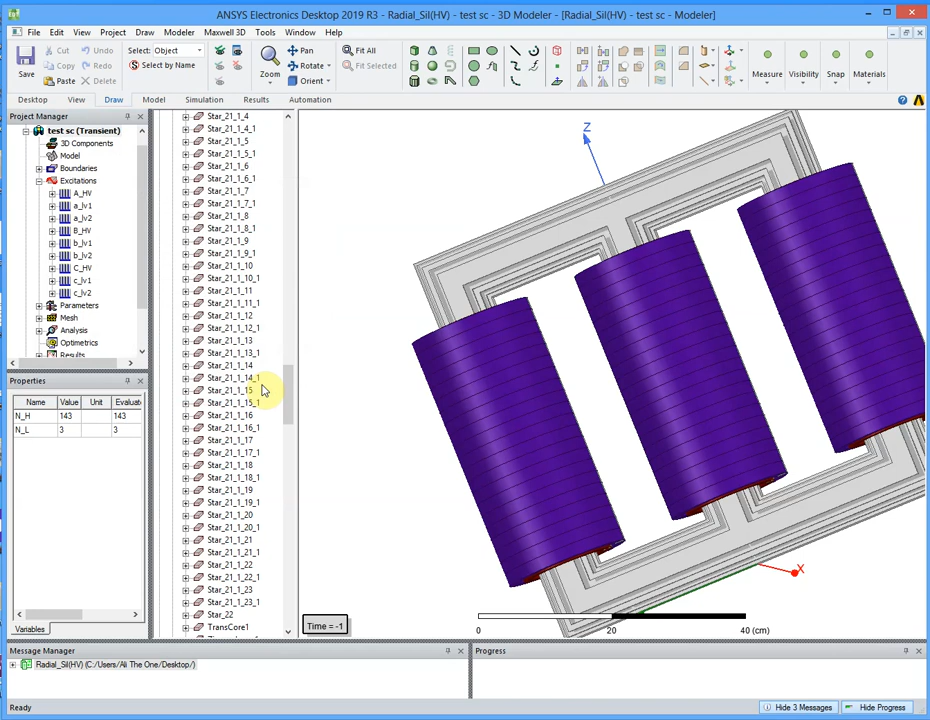 ANSYS Electronics Desktop 2019 R3 - Radial_Sil(HV) - test sc - 3D Modeler - [Radial_Sil(HV) - test sc - Modeler]
File Edit View Project Draw Modeler Maxwell 3D Tools Window Help
Save
Cut Undo
Copy Redo
Paste Delete
Select: Object
Select by Name
Zoom
Pan
Rotate
Orient
Fit All
Fit Selected
Measure
Visibility
Snap
Materials
Desktop View Draw Model Simulation Results Automation
Project Manager
test sc (Transient)
3D Components
Model
Boundaries
Excitations
A_HV
a_lv1
a_lv2
B_HV
b_lv1
b_lv2
C_HV
c_lv1
c_lv2
Parameters
Mesh
Analysis
Optimetrics
Results
Properties
Name Value Unit Evaluat
N_H 143 143
N_L 3 3
Variables
Star_21_1_4
Star_21_1_4_1
Star_21_1_5
Star_21_1_5_1
Star_21_1_6
Star_21_1_6_1
Star_21_1_7
Star_21_1_7_1
Star_21_1_8
Star_21_1_8_1
Star_21_1_9
Star_21_1_9_1
Star_21_1_10
Star_21_1_10_1
Star_21_1_11
Star_21_1_11_1
Star_21_1_12
Star_21_1_12_1
Star_21_1_13
Star_21_1_13_1
Star_21_1_14
Star_21_1_14_1
Star_21_1_15
Star_21_1_15_1
Star_21_1_16
Star_21_1_16_1
Star_21_1_17
Star_21_1_17_1
Star_21_1_18
Star_21_1_18_1
Star_21_1_19
Star_21_1_19_1
Star_21_1_20
Star_21_1_20_1
Star_21_1_21
Star_21_1_21_1
Star_21_1_22
Star_21_1_22_1
Star_21_1_23
Star_21_1_23_1
Star_22
TransCore1
Z
X
Time = -1
0 20 40 (cm)
Message Manager
Radial_Sil(HV) (C:/Users/Ali The One/Desktop/)
Progress
Ready
Hide 3 Messages
Hide Progress